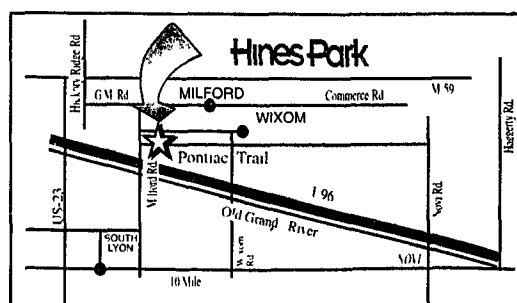 Hines Park
Hickory Ridge Rd
M 59
G.M. Rd
MILFORD
Commerce Rd
Haggerty Rd
WIXOM
Pontiac Trail
Milford Rd.
I 96
US-23
Novi Rd.
Old Grand River
SOUTH
LYON
Wixom
Rd
NOVI
10 Mile